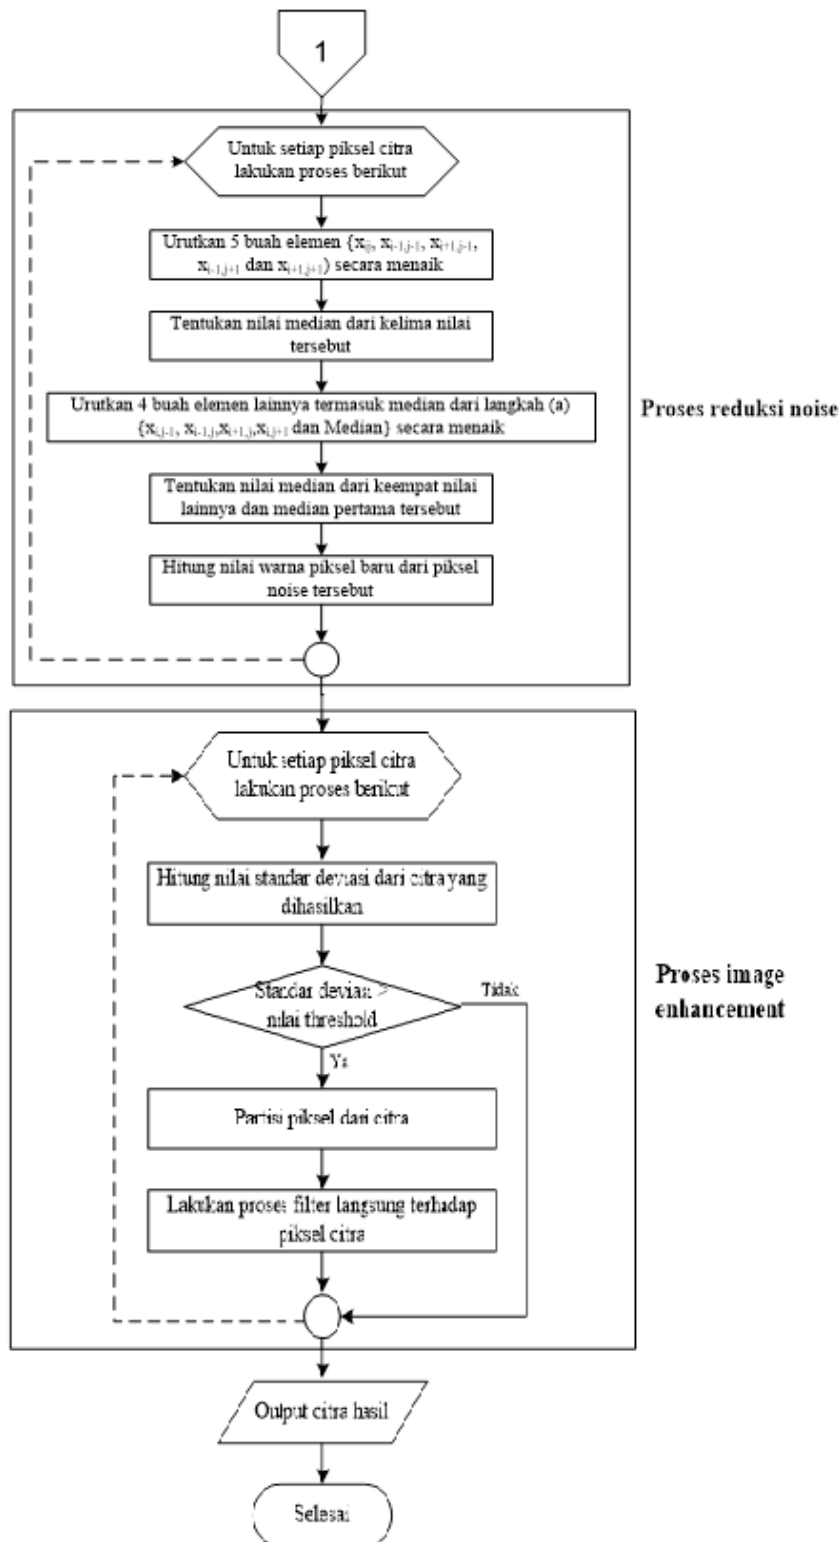 1
Untuk setiap piksel citra
lakukan proses berikut
Urutkan 5 buah elemen {xij, xi-1,j-1, xi+1,j-1,
xi-1,j+1 dan xi+1,j+1) secara menaik
Tentukan nilai median dari kelima nilai
tersebut
Urutkan 4 buah elemen lainnya termasuk median dari langkah (a)
{xi,j-1, xi-1,j,xi+1,j,xi,j+1 dan Median} secara menaik
Proses reduksi noise
Tentukan nilai median dari keempat nilai
lainnya dan median pertama tersebut
Hitung nilai warna piksel baru dari piksel
noise tersebut
Untuk setiap piksel citra
lakukan proses berikut
Hitung nilai standar deviasi dari citra yang
dihasilkan
Standar deviasi >
nilai threshold
Tidak
Ya
Proses image
enhancement
Partisi piksel dari citra
Lakukan proses filter langsung terhadap
piksel citra
Output citra hasil
Selesai